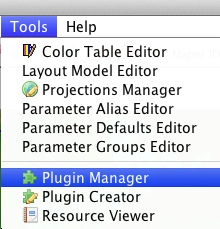 Tools Help
Color Table Editor
Layout Model Editor
Projections Manager
Parameter Alias Editor
Parameter Defaults Editor
Parameter Groups Editor
Plugin Manager
Plugin Creator
Resource Viewer